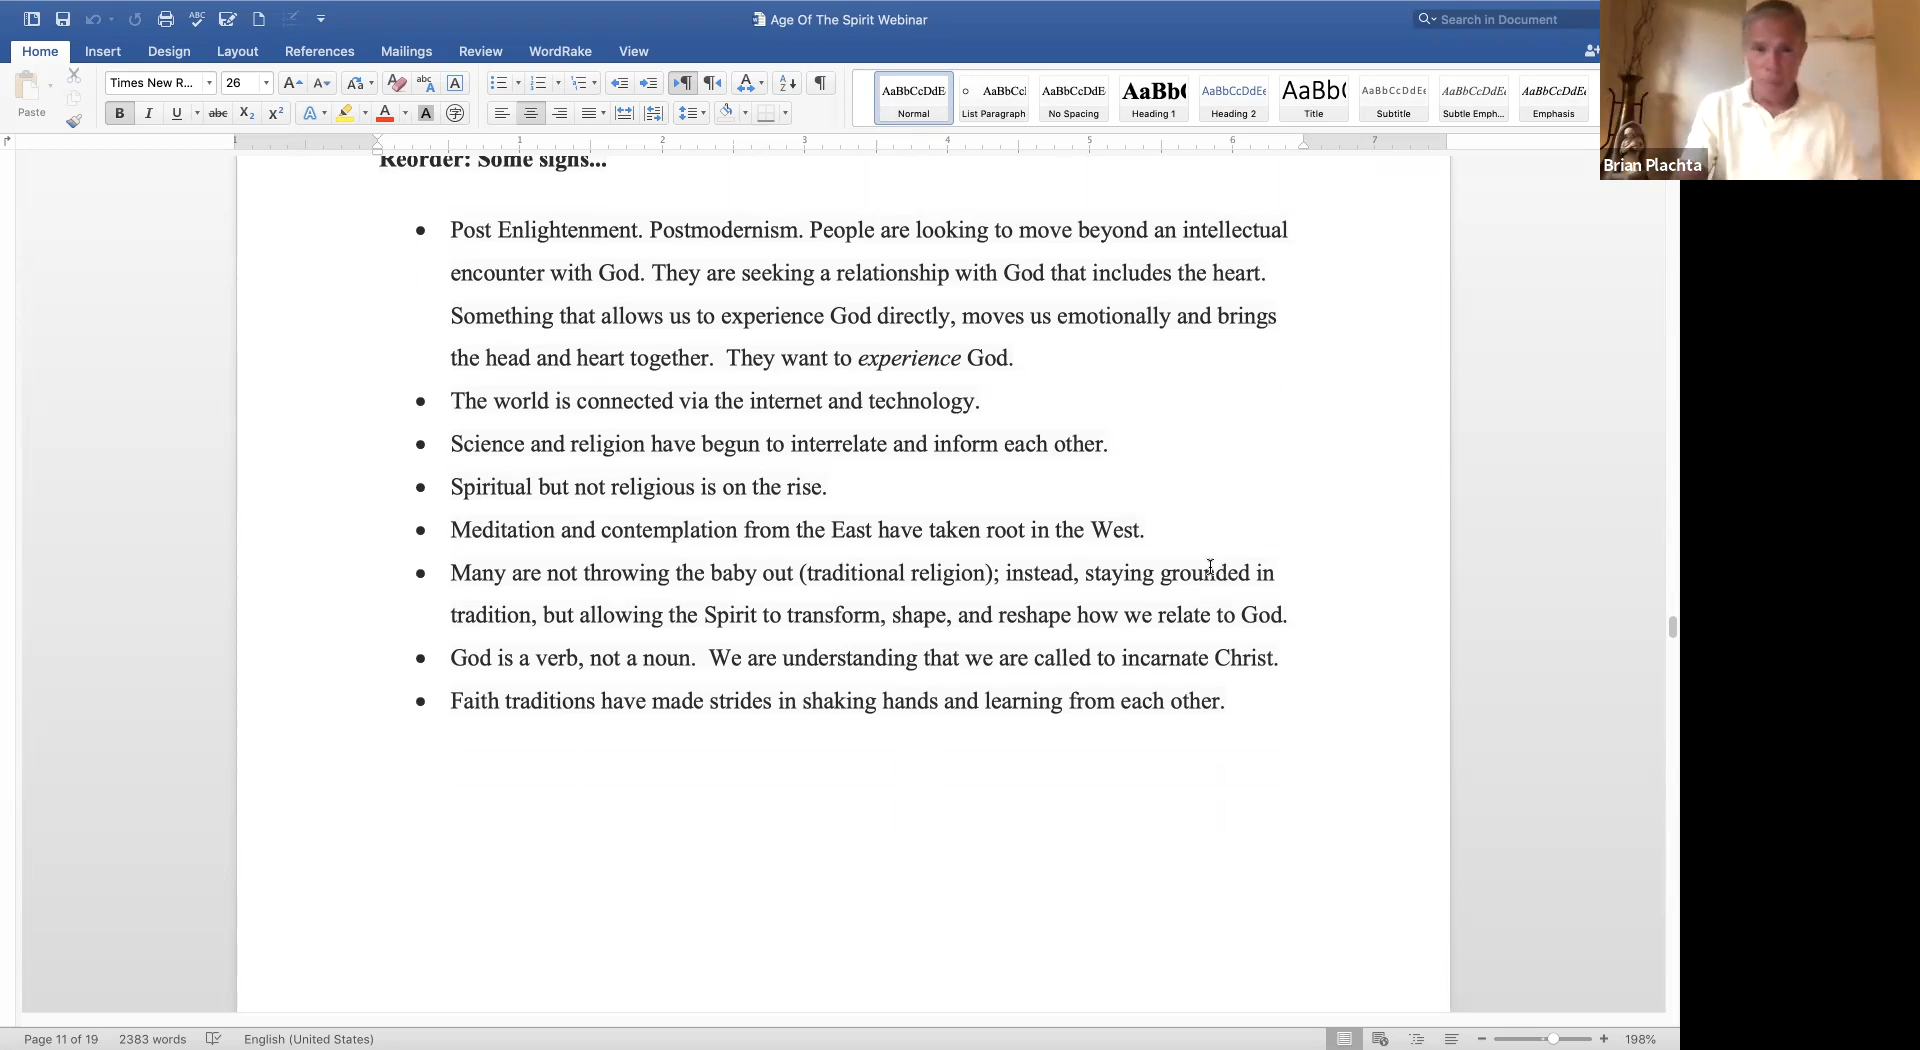 Age Of The Spirit Webinar
Search in Document
Home Insert Design Layout References Mailings Review WordRake View
Paste
Times New R... 26
AaBbCcDdE AaBbCc AaBbCcDdE AaBb( AaBbCcDdEe AaBb( AaBbCcDdEe AaBbCcDdEe AaBbCcDdEe
Normal List Paragraph No Spacing Heading 1 Heading 2 Title Subtitle Subtle Emph... Emphasis
1 1 2 3 4 5 6 7
Brian Plachta
Reorder: Some signs...
• Post Enlightenment. Postmodernism. People are looking to move beyond an intellectual
encounter with God. They are seeking a relationship with God that includes the heart.
Something that allows us to experience God directly, moves us emotionally and brings
the head and heart together. They want to experience God.
• The world is connected via the internet and technology.
• Science and religion have begun to interrelate and inform each other.
• Spiritual but not religious is on the rise.
• Meditation and contemplation from the East have taken root in the West.
• Many are not throwing the baby out (traditional religion); instead, staying grounded in
tradition, but allowing the Spirit to transform, shape, and reshape how we relate to God.
• God is a verb, not a noun. We are understanding that we are called to incarnate Christ.
• Faith traditions have made strides in shaking hands and learning from each other.
Page 11 of 19 2383 words English (United States) 198%